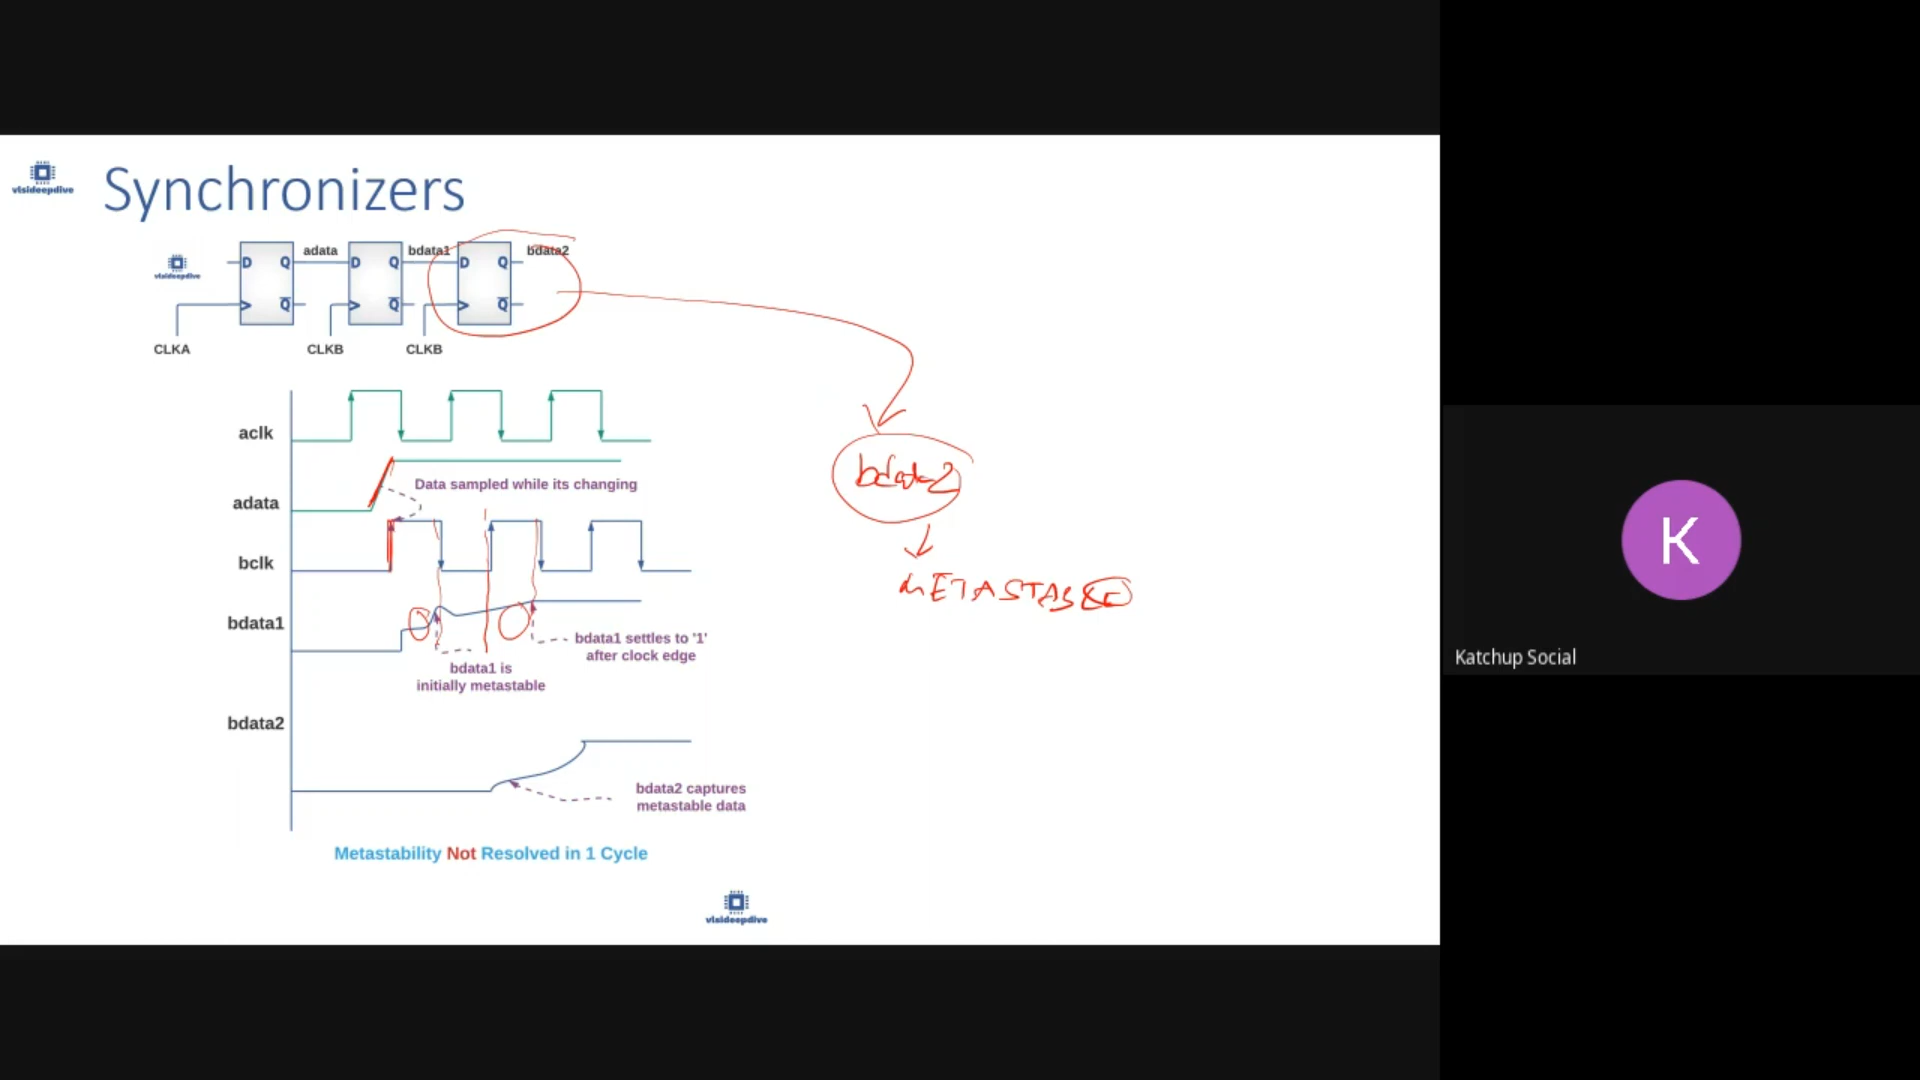 vlsideepdive
Synchronizers
adata
bdata1
bdata2
D Q
D Q
D Q
vlsideepdive
Q
Q
Q
CLKA
CLKB
CLKB
aclk
adata
Data sampled while its changing
bclk
bdata2
METASTABLE
bdata1
bdata1 settles to '1'
after clock edge
bdata1 is
initially metastable
bdata2
bdata2 captures
metastable data
Metastability Not Resolved in 1 Cycle
vlsideepdive
K
Katchup Social